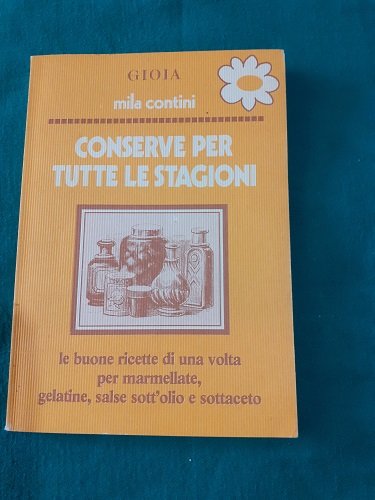 GIOIA
mila contini
CONSERVE PER
TUTTE LE STAGIONI
le buone ricette di una volta
per marmellate,
gelatine, salse sott'olio e sottaceto